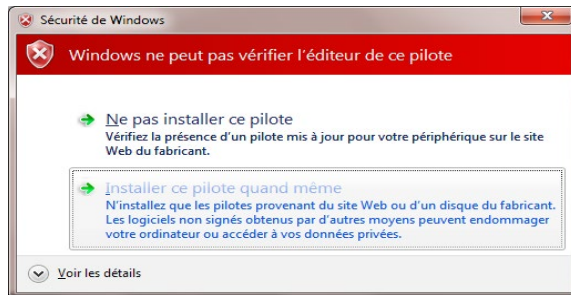 Sécurité de Windows
Windows ne peut pas vérifier l'éditeur de ce pilote
Ne pas installer ce pilote
Vérifiez la présence d'un pilote mis à jour pour votre périphérique sur le site
Web du fabricant.
Installer ce pilote quand même
N'installez que les pilotes provenant du site Web ou d'un disque du fabricant.
Les logiciels non signés obtenus par d'autres moyens peuvent endommager
votre ordinateur ou accéder à vos données privées.
Voir les détails